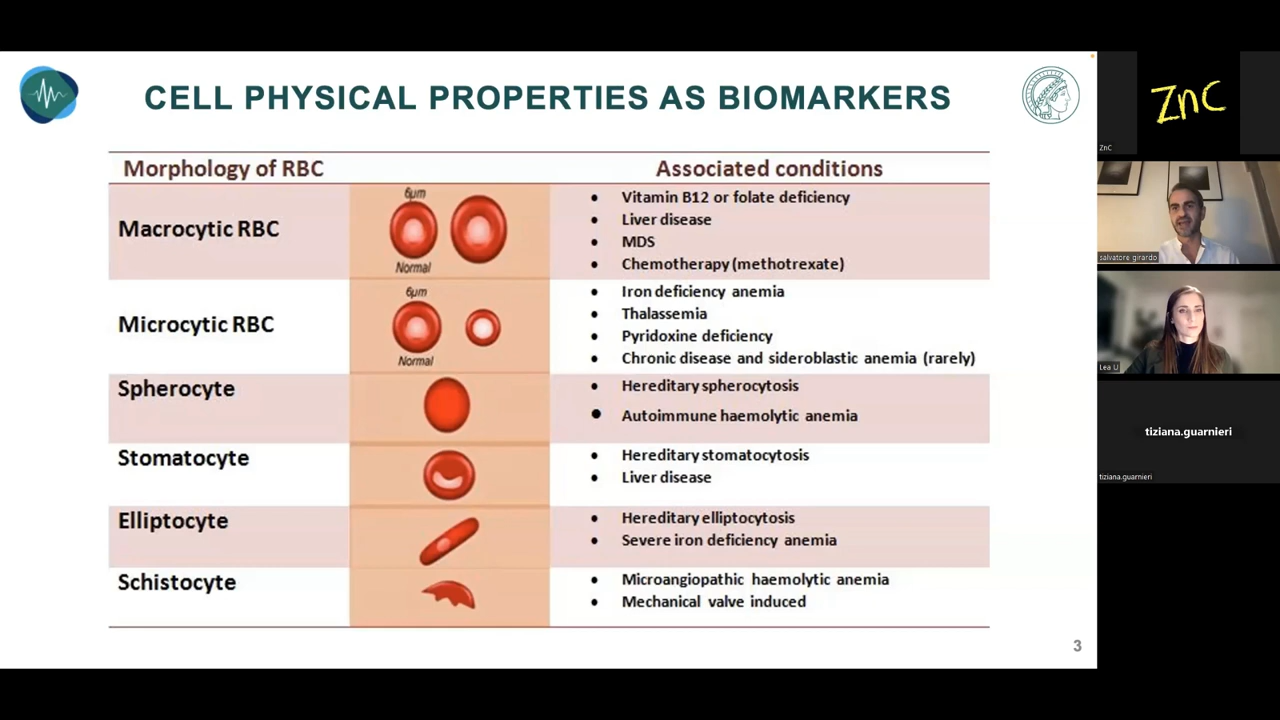 CELL PHYSICAL PROPERTIES AS BIOMARKERS
Morphology of RBC
Associated conditions
Macrocytic RBC
6µm
Normal
• Vitamin B12 or folate deficiency
• Liver disease
• MDS
• Chemotherapy (methotrexate)
Microcytic RBC
6µm
Normal
• Iron deficiency anemia
• Thalassemia
• Pyridoxine deficiency
• Chronic disease and sideroblastic anemia (rarely)
Spherocyte
• Hereditary spherocytosis
• Autoimmune haemolytic anemia
Stomatocyte
• Hereditary stomatocytosis
• Liver disease
Elliptocyte
• Hereditary elliptocytosis
• Severe iron deficiency anemia
Schistocyte
• Microangiopathic haemolytic anemia
• Mechanical valve induced
3
ZnC
ZnC
salvatore girardo
Lea U
tiziana.guarnieri
tiziana.guarnieri